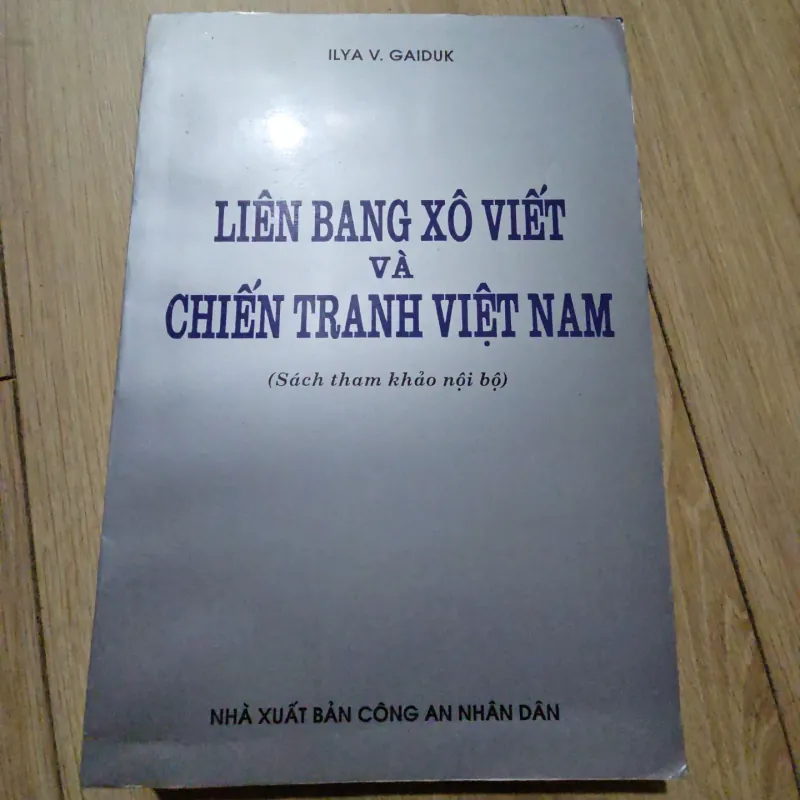 ILYA V. GAIDUK
LIÊN BANG XÔ VIẾT
VÀ
CHIẾN TRANH VIỆT NAM
(Sách tham khảo nội bộ)
NHÀ XUẤT BẢN CÔNG AN NHÂN DÂN